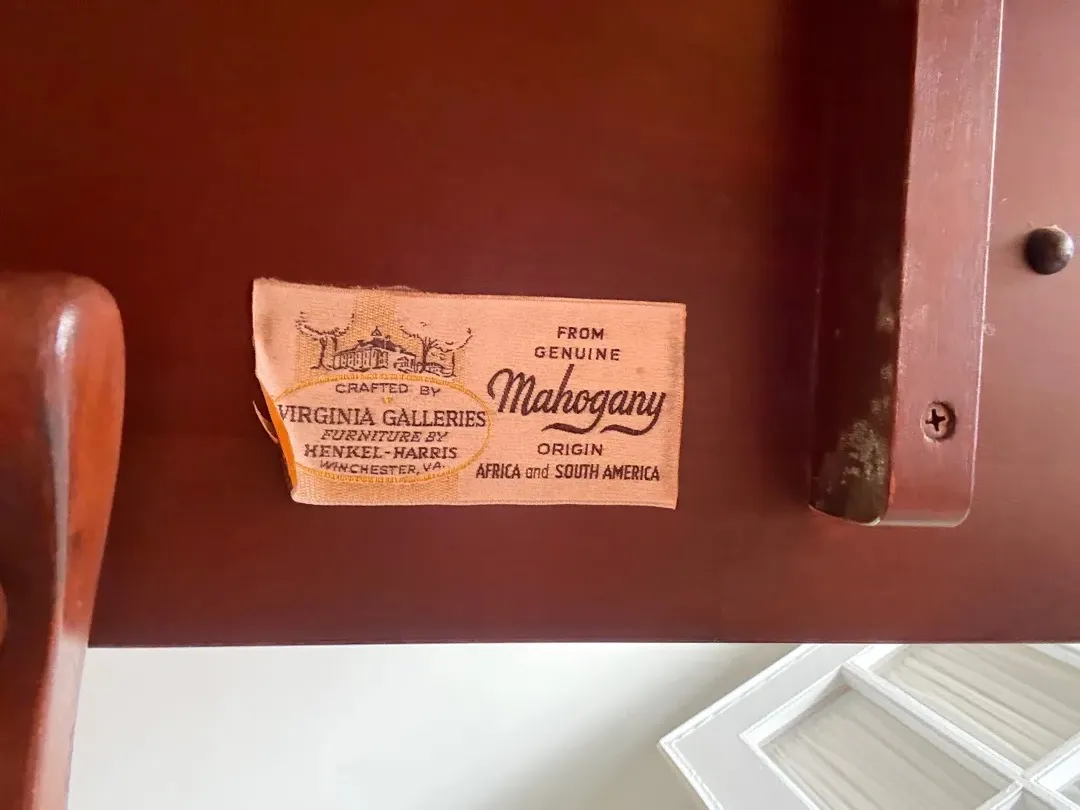 CRAFTED BY
VIRGINIA GALLERIES
FURNITURE BY
HENKEL-HARRIS
WINCHESTER, VA.
FROM
GENUINE
Mahogany
ORIGIN
AFRICA and SOUTH AMERICA